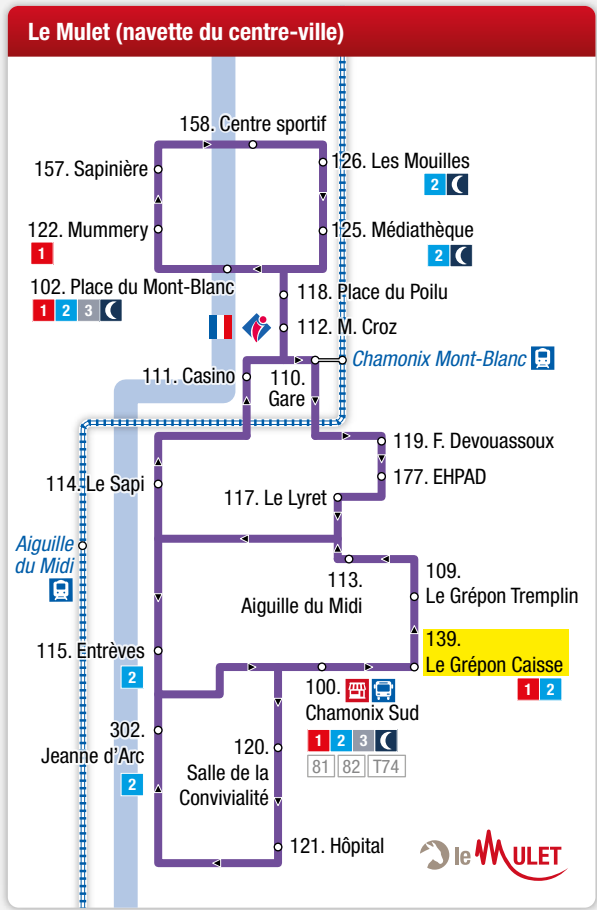 Le Mulet (navette du centre-ville)
158. Centre sportif
157. Sapinière
126. Les Mouilles
2
122. Mummery
1
125. Médiathèque
2
102. Place du Mont-Blanc
1 2 3
118. Place du Poilu
112. M. Croz
Chamonix Mont-Blanc
111. Casino
110.
Gare
119. F. Devouassoux
177. EHPAD
114. Le Sapi
117. Le Lyret
Aiguille
du Midi
113.
Aiguille du Midi
109.
Le Grépon Tremplin
115. Entrèves
2
139.
Le Grépon Caisse
1 2
100.
Chamonix Sud
1 2 3
81 82 T74
302.
Jeanne d'Arc
2
120.
Salle de la
Convivialité
121. Hôpital
le MULET